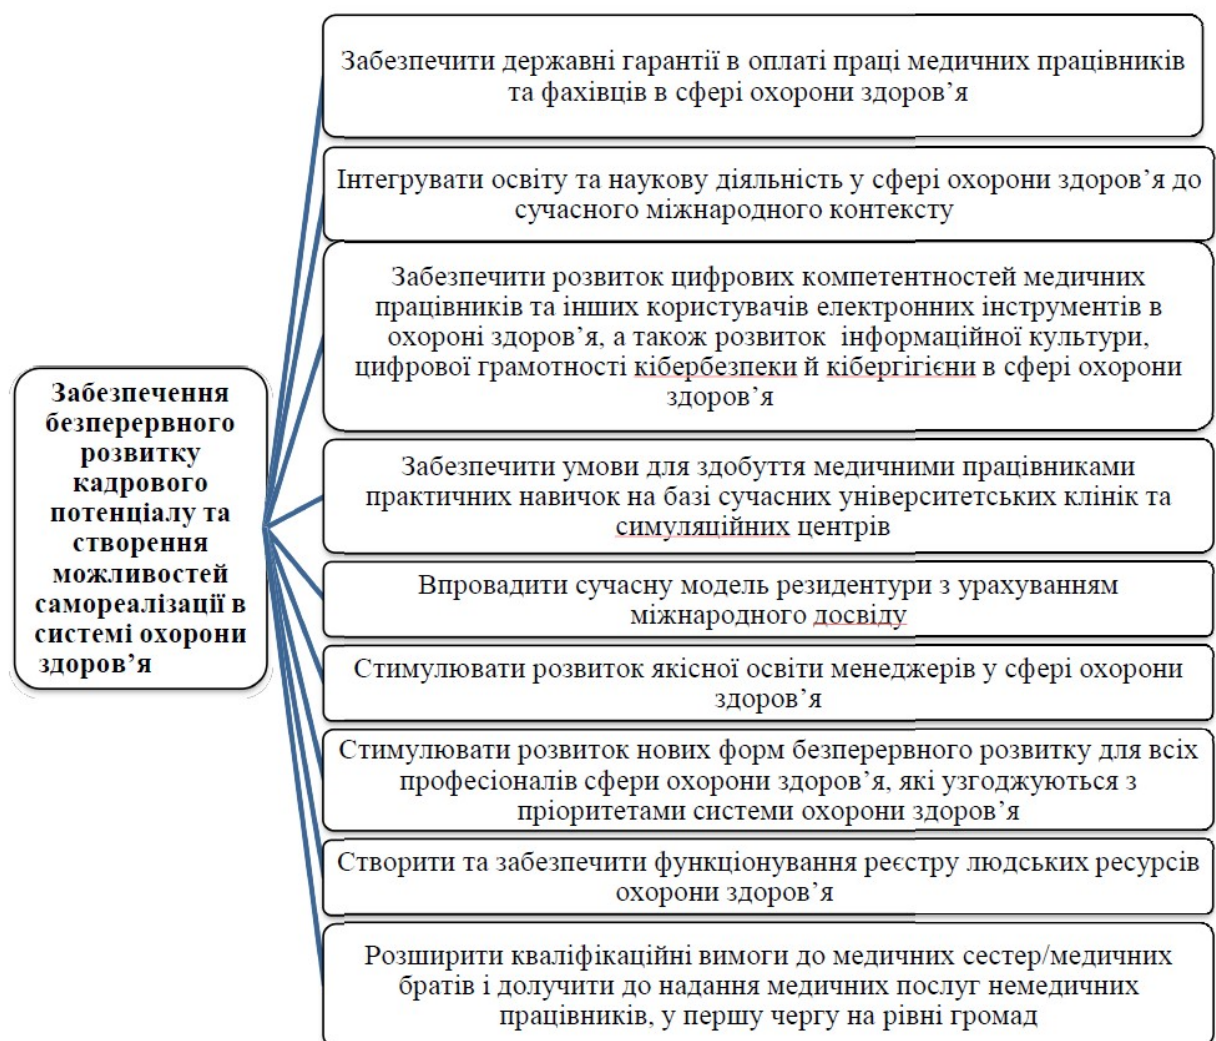 Забезпечити державні гарантії в оплаті праці медичних працівників
та фахівців в сфері охорони здоров’я
Інтегрувати освіту та наукову діяльність у сфері охорони здоров’я до
сучасного міжнародного контексту
Забезпечити розвиток цифрових компетентностей медичних
працівників та інших користувачів електронних інструментів в
охороні здоров’я, а також розвиток  інформаційної культури,
цифрової грамотності кібербезпеки й кібергігієни в сфері охорони
здоров’я
Забезпечення
безперервного
розвитку
кадрового
потенціалу та
створення
можливостей
самореалізації в
системі охорони
здоров’я
Забезпечити умови для здобуття медичними працівниками
практичних навичок на базі сучасних університетських клінік та
симуляційних центрів
Впровадити сучасну модель резидентури з урахуванням
міжнародного досвіду
Стимулювати розвиток якісної освіти менеджерів у сфері охорони
здоров’я
Стимулювати розвиток нових форм безперервного розвитку для всіх
професіоналів сфери охорони здоров’я, які узгоджуються з
пріоритетами системи охорони здоров’я
Створити та забезпечити функціонування реєстру людських ресурсів
охорони здоров’я
Розширити кваліфікаційні вимоги до медичних сестер/медичних
братів і долучити до надання медичних послуг немедичних
працівників, у першу чергу на рівні громад